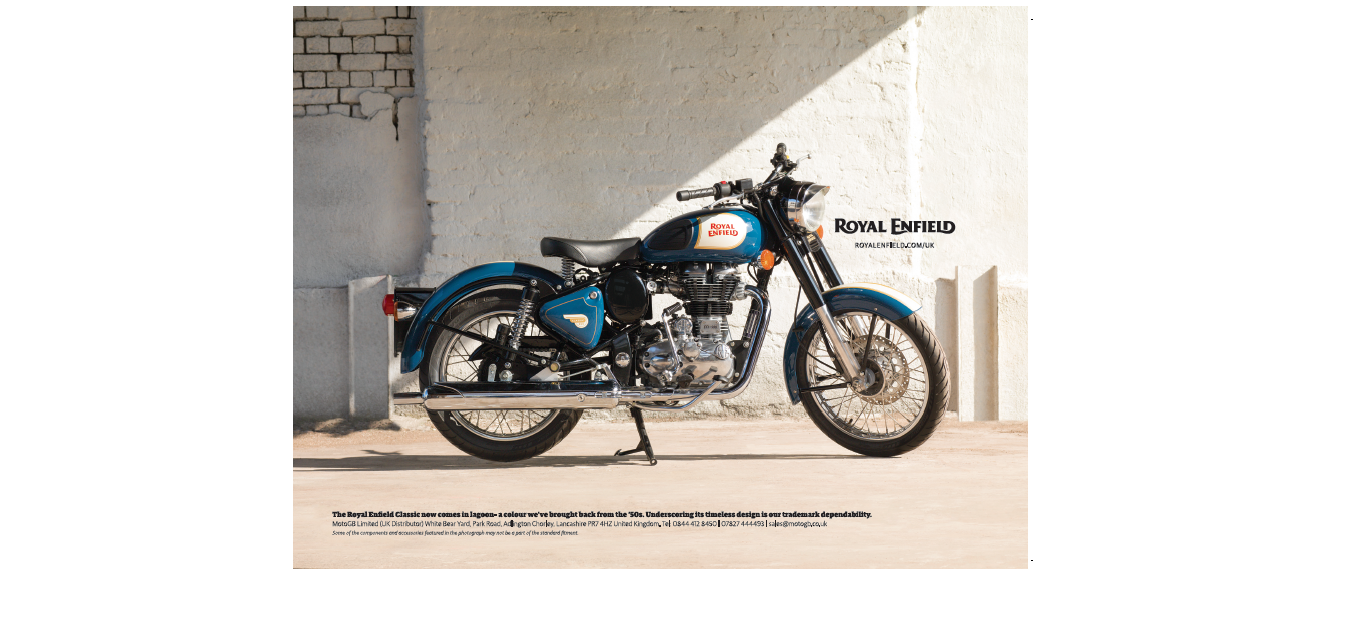 ROYAL
ENFIELD
ROYAL ENFIELD
ROYALENFIELD.COM/UK
The Royal Enfield Classic now comes in lagoon- a colour we've brought back from the '50s. Underscoring its timeless design is our trademark dependability.
MotoGB Limited (UK Distributor) White Bear Yard, Park Road, Adlington Chorley, Lancashire PR7 4HZ United Kingdom. Tel: 0844 412 8450 | 07827 444493 | sales@motogb.co.uk
Some of the components and accessories featured in the photograph may not be a part of the standard fitment.